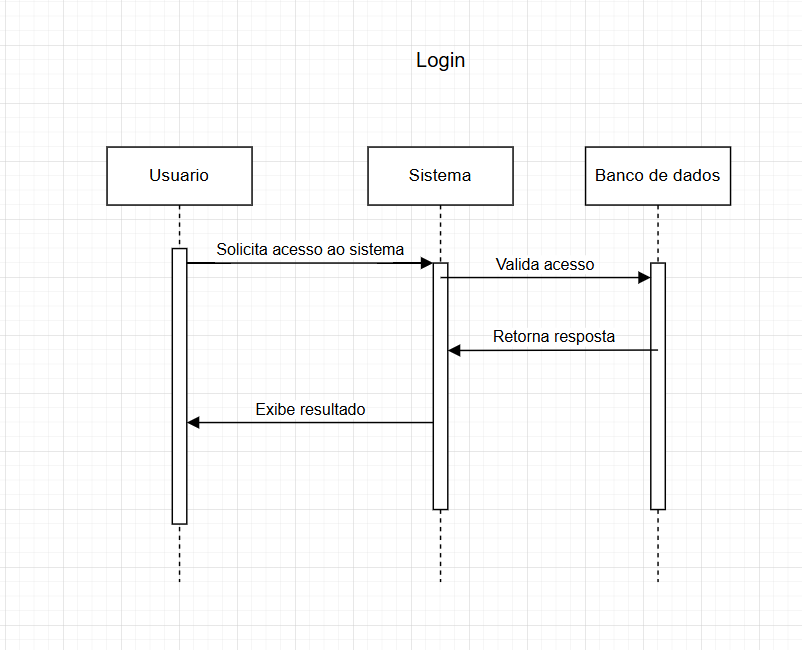 Login
Usuario
Sistema
Banco de dados
Solicita acesso ao sistema
Valida acesso
Retorna resposta
Exibe resultado